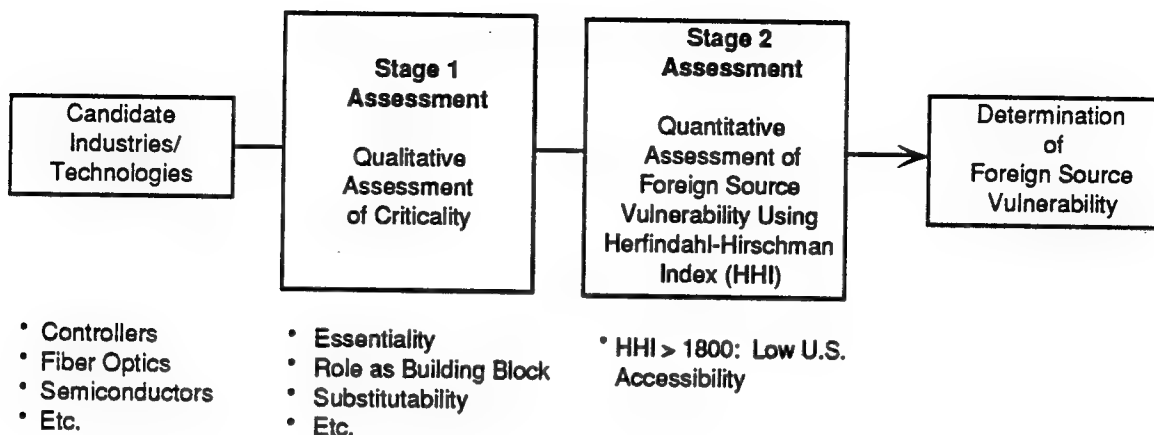 Candidate
Industries/
Technologies
Stage 1
Assessment
Qualitative
Assessment
of Criticality
Stage 2
Assessment
Quantitative
Assessment of
Foreign Source
Vulnerability Using
Herfindahl-Hirschman
Index (HHI)
Determination
of
Foreign Source
Vulnerability
• Controllers
• Fiber Optics
• Semiconductors
• Etc.
• Essentiality
• Role as Building Block
• Substitutability
• Etc.
• HHI > 1800: Low U.S.
Accessibility